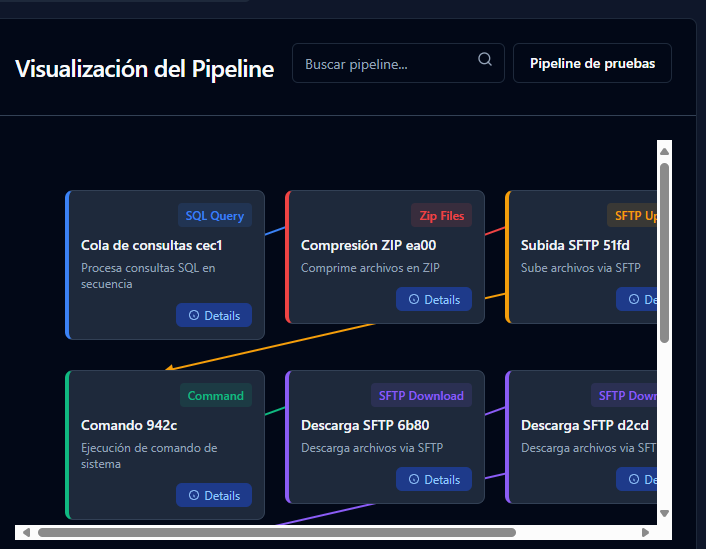 Visualización del Pipeline
Buscar pipeline...
Pipeline de pruebas
SQL Query
Cola de consultas cec1
Procesa consultas SQL en
secuencia
Details
Zip Files
Compresión ZIP ea00
Comprime archivos en ZIP
Details
SFTP Up
Subida SFTP 51fd
Sube archivos via SFTP
De
Command
Comando 942c
Ejecución de comando de
sistema
Details
SFTP Download
Descarga SFTP 6b80
Descarga archivos via SFTP
Details
SFTP Down
Descarga SFTP d2cd
Descarga archivos via SFT
De